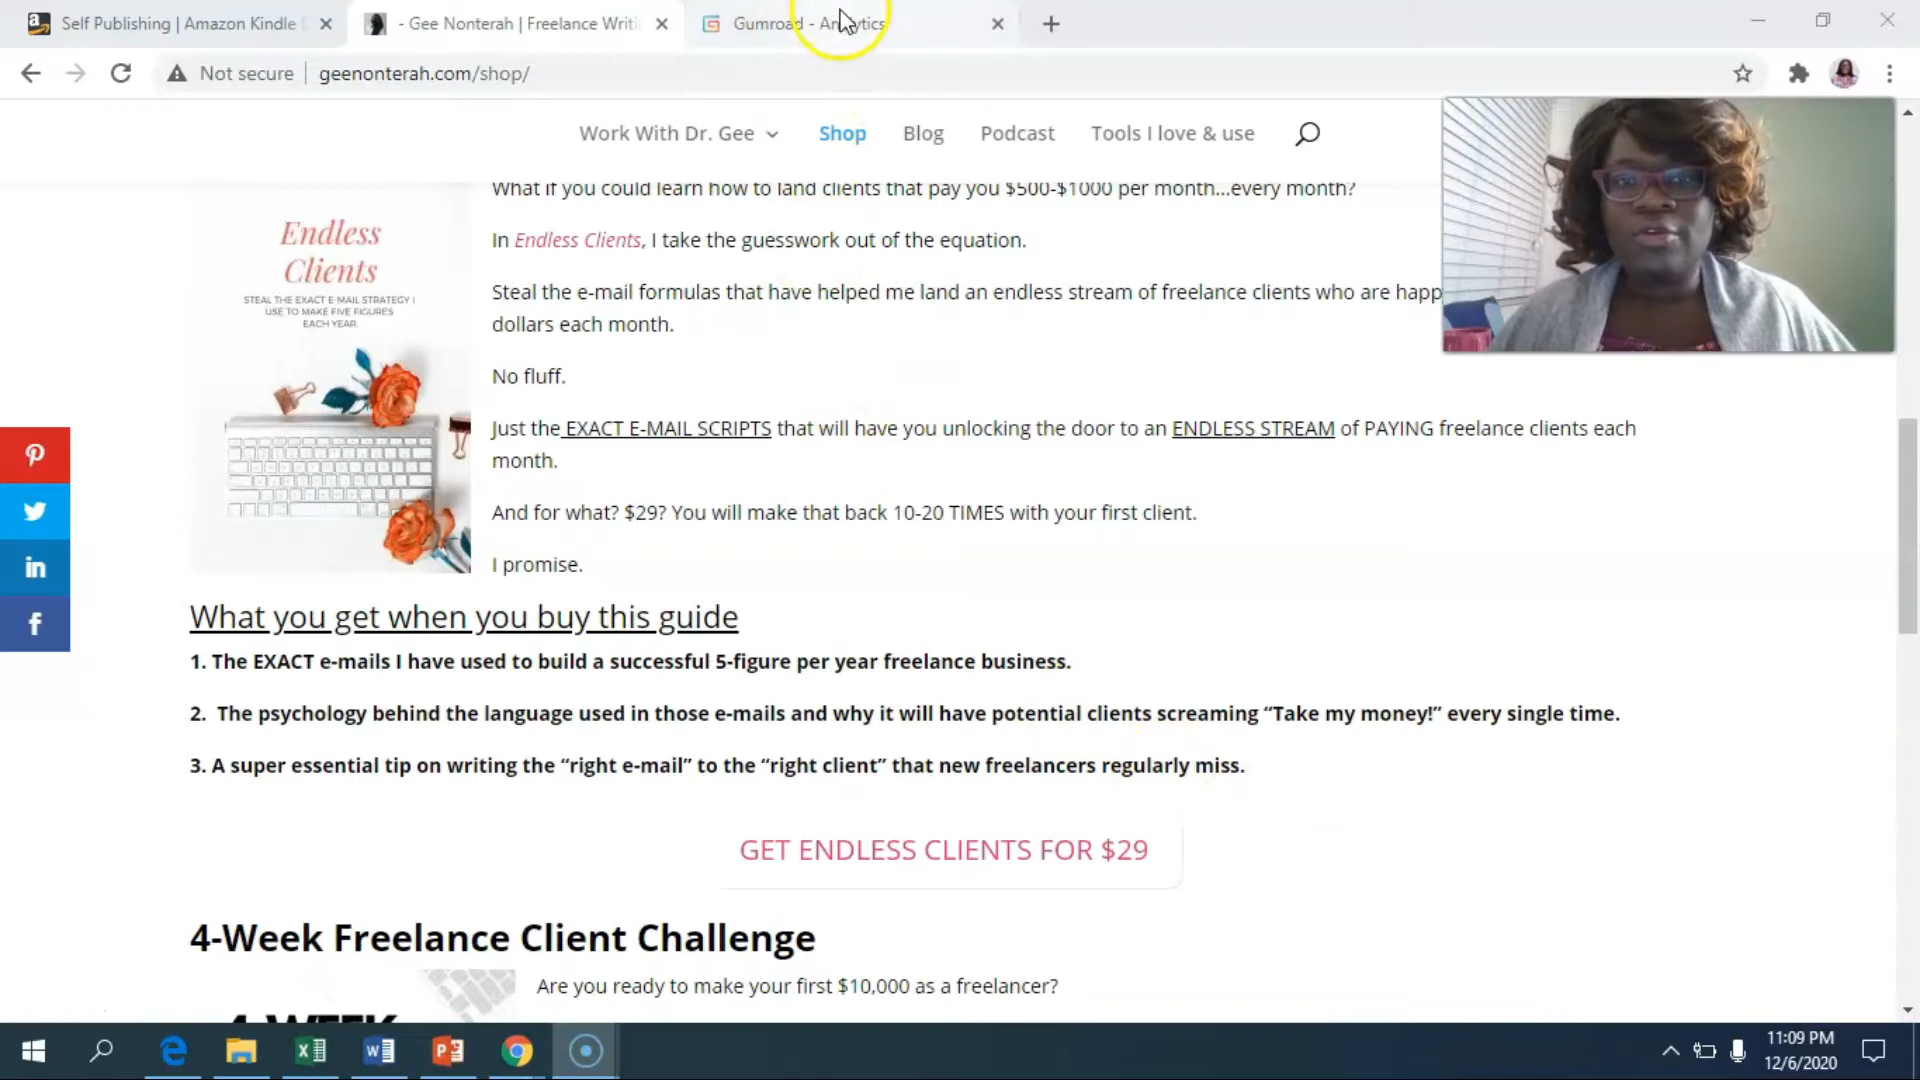 Self Publishing | Amazon Kindle
- Gee Nonterah | Freelance Writi
Gumroad - Analytics
Not secure
geenonterah.com/shop/
Work With Dr. Gee
Shop
Blog
Podcast
Tools I love & use
What if you could learn how to land clients that pay you $500-$1000 per month...every month?
Endless
Clients
STEAL THE EXACT E-MAIL STRATEGY I
USE TO MAKE FIVE FIGURES
EACH YEAR.
In Endless Clients, I take the guesswork out of the equation.
Steal the e-mail formulas that have helped me land an endless stream of freelance clients who are happ
dollars each month.
No fluff.
Just the EXACT E-MAIL SCRIPTS that will have you unlocking the door to an ENDLESS STREAM of PAYING freelance clients each
month.
And for what? $29? You will make that back 10-20 TIMES with your first client.
I promise.
What you get when you buy this guide
1. The EXACT e-mails I have used to build a successful 5-figure per year freelance business.
2. The psychology behind the language used in those e-mails and why it will have potential clients screaming “Take my money!” every single time.
3. A super essential tip on writing the “right e-mail” to the “right client” that new freelancers regularly miss.
GET ENDLESS CLIENTS FOR $29
4-Week Freelance Client Challenge
Are you ready to make your first $10,000 as a freelancer?
4-WEEK
11:09 PM
12/6/2020